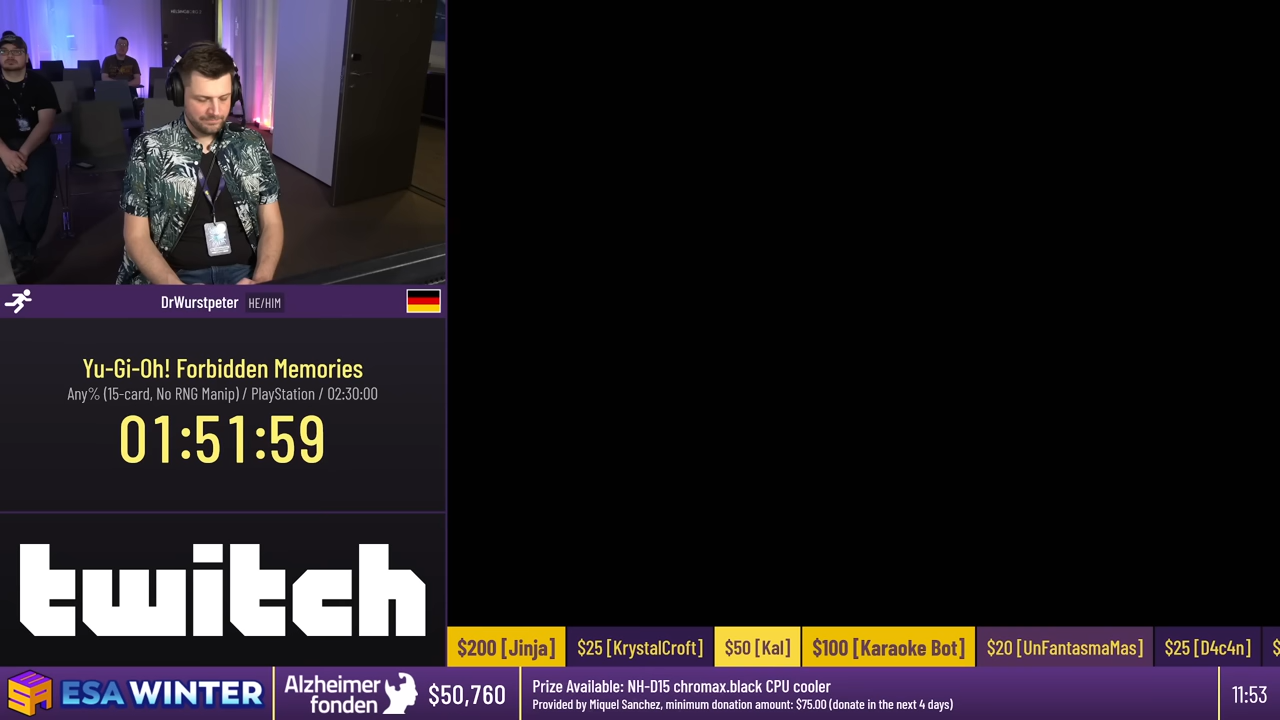 DrWurstpeter HE/HIM
Yu-Gi-Oh! Forbidden Memories
Any% (15-card, No RNG Manip) / PlayStation / 02:30:00
01:51:59
twitch
$200 [Jinja] $25 [KrystalCroft] $50 [Kal] $100 [Karaoke Bot] $20 [UnFantasmaMas] $25 [D4c4n] $
ESA WINTER
Alzheimer
fonden
$50,760
Prize Available: NH-D15 chromax.black CPU cooler
Provided by Miquel Sanchez, minimum donation amount: $75.00 (donate in the next 4 days)
11:53